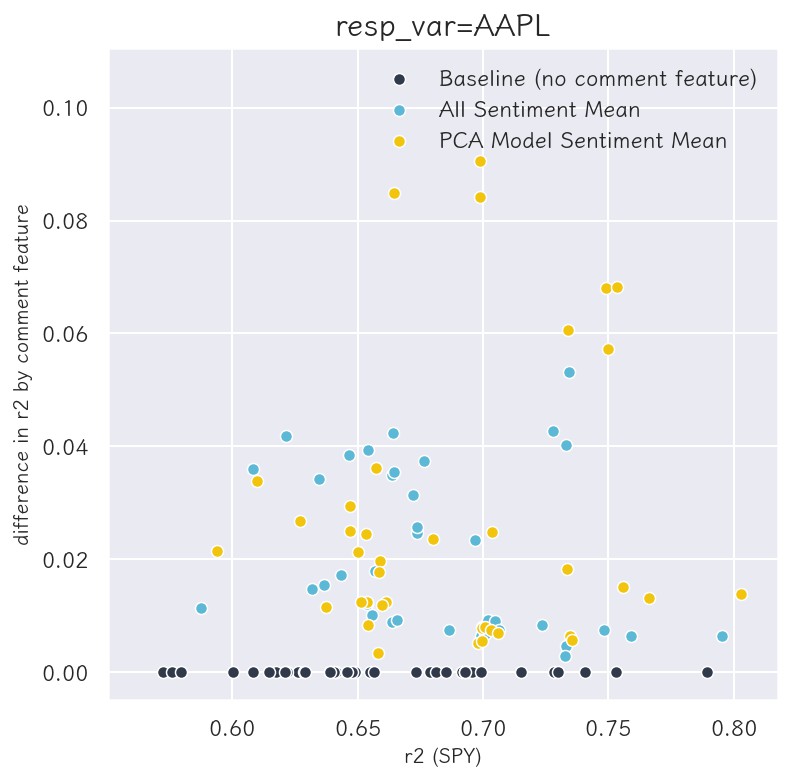 resp_var=AAPL
Baseline (no comment feature)
All Sentiment Mean
PCA Model Sentiment Mean
difference in r2 by comment feature
0.10
0.08
0.06
0.04
0.02
0.00
0.60 0.65 0.70 0.75 0.80
r2 (SPY)